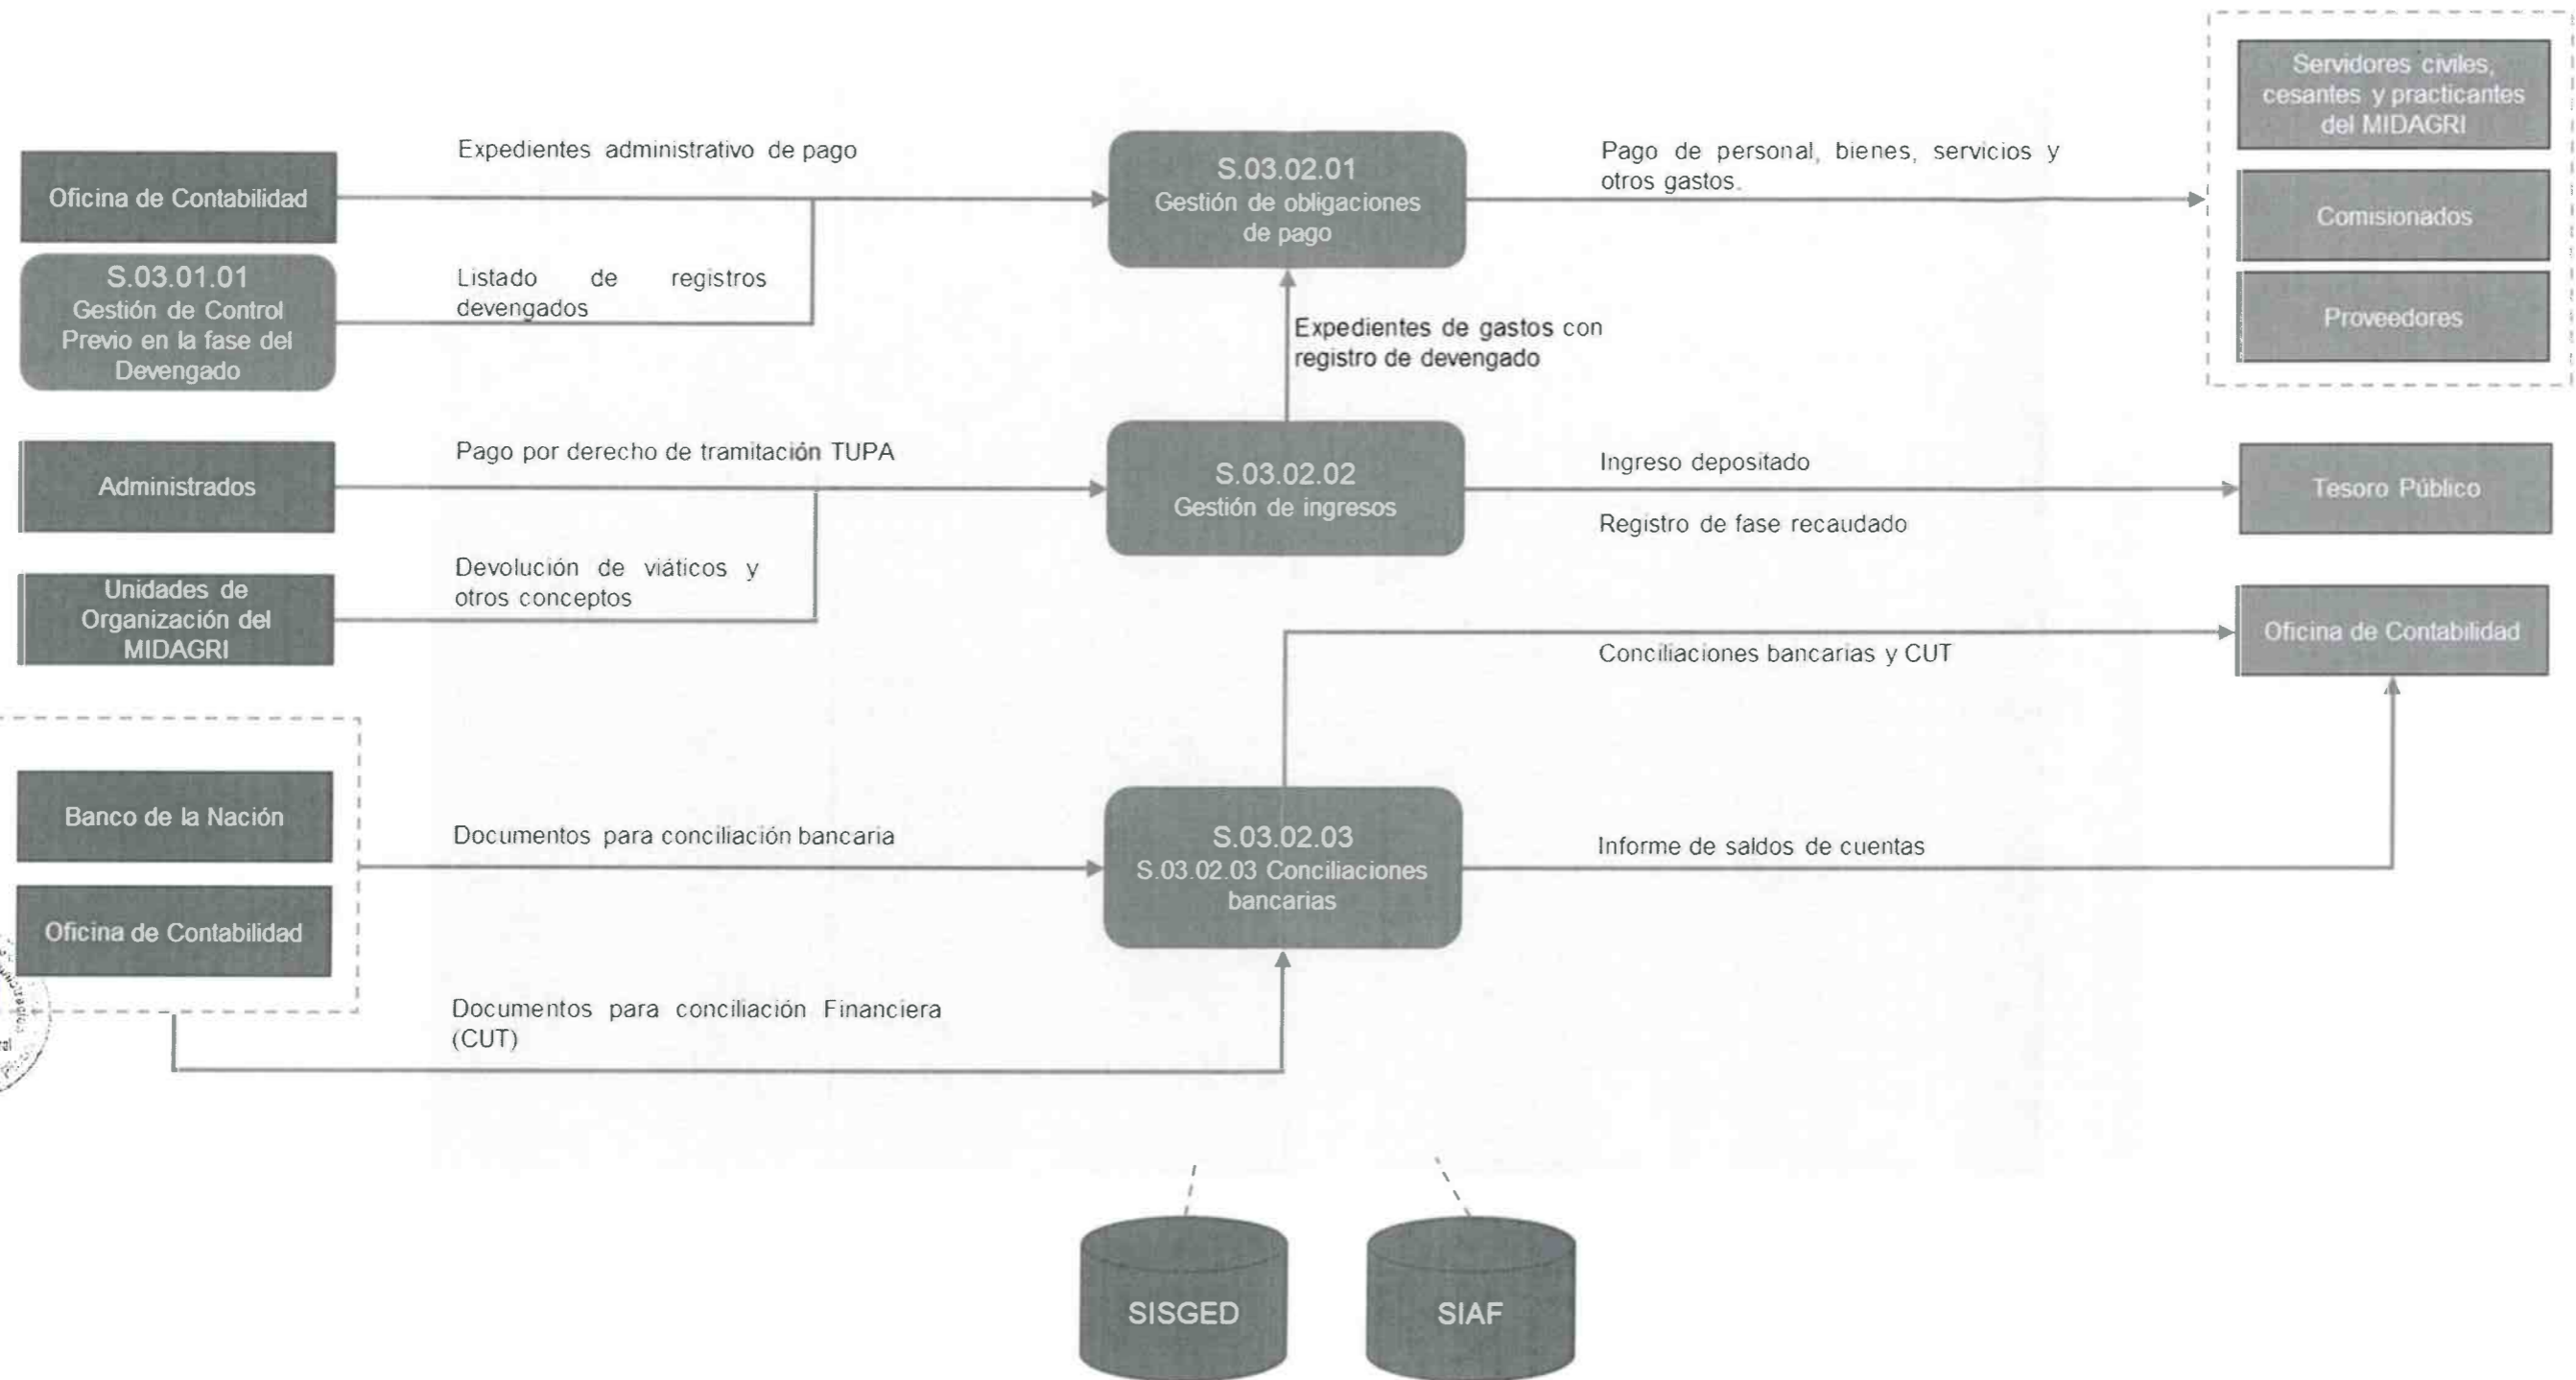 Servidores civiles,
cesantes y practicantes
del MIDAGRI
Comisionados
Proveedores
Oficina de Contabilidad
Expedientes administrativo de pago
S.03.02.01
Gestión de obligaciones
de pago
Pago de personal, bienes, servicios y
otros gastos.
S.03.01.01
Gestión de Control
Previo en la fase del
Devengado
Listado de registros
devengados
Expedientes de gastos con
registro de devengado
Administrados
Pago por derecho de tramitación TUPA
S.03.02.02
Gestión de ingresos
Ingreso depositado
Registro de fase recaudado
Tesoro Público
Unidades de
Organización del
MIDAGRI
Devolución de viáticos y
otros conceptos
Conciliaciones bancarias y CUT
Oficina de Contabilidad
Banco de la Nación
Oficina de Contabilidad
Documentos para conciliación bancaria
S.03.02.03
S.03.02.03 Conciliaciones
bancarias
Informe de saldos de cuentas
Documentos para conciliación Financiera
(CUT)
SISGED
SIAF